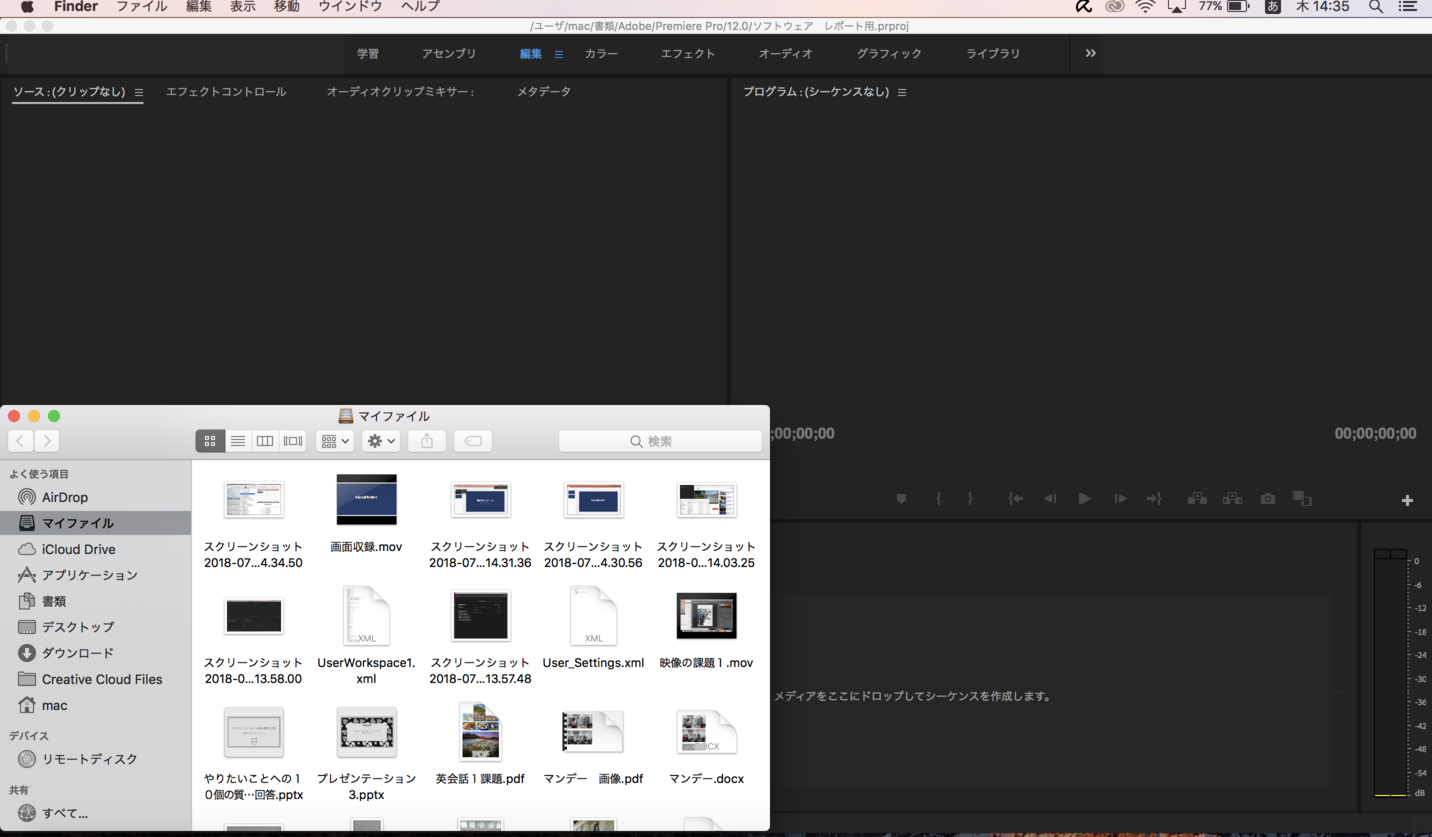 Finder ファイル 編集 表示 移動 ウインドウ ヘルプ 77% あ 木 14:35
/ユーザ/mac/書類/Adobe/Premiere Pro/12.0/ソフトウェア　レポート用.prproj
学習 アセンブリ 編集 カラー エフェクト オーディオ グラフィック ライブラリ
ソース : (クリップなし) エフェクトコントロール オーディオクリップミキサー : メタデータ プログラム : (シーケンスなし)
マイファイル
検索
;00;00;00 00;00;00;00
よく使う項目
AirDrop
マイファイル
iCloud Drive
アプリケーション
書類
デスクトップ
ダウンロード
Creative Cloud Files
mac
デバイス
リモートディスク
共有
すべて...
スクリーンショット
2018-07...4.34.50
画面収録.mov
スクリーンショット
2018-07...14.31.36
スクリーンショット
2018-07...4.30.56
スクリーンショット
2018-0...14.03.25
スクリーンショット
2018-0...13.58.00
XML
UserWorkspace1.
xml
スクリーンショット
2018-07...13.57.48
XML
User_Settings.xml
映像の課題１.mov
やりたいことへの１
０個の質…回答.pptx
プレゼンテーション
3.pptx
英会話１課題.pdf
マンデー　画像.pdf
マンデー.docx
メディアをここにドロップしてシーケンスを作成します。
0
-6
-12
-18
-24
-30
-36
-42
-48
-54
dB